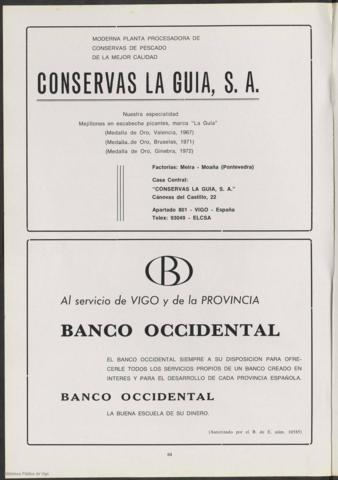 MODERNA PLANTA PROCESADORA DE
CONSERVAS DE PESCADO
DE LA MEJOR CALIDAD
CONSERVAS LA GUIA, S. A.
Nuestra especialidad
Mejillones en escabeche picantes, marca "La Guía"
(Medalla de Oro, Valencia, 1967)
(Medalla de Oro, Bruselas, 1971)
(Medalla de Oro, Ginebra, 1972)
Factorías: Meira - Moaña (Pontevedra)
Casa Central:
"CONSERVAS LA GUIA, S. A."
Cánovas del Castillo, 22
Apartado 801 - VIGO - España
Telex: 83049 - ELCSA
B
Al servicio de VIGO y de la PROVINCIA
BANCO OCCIDENTAL
EL BANCO OCCIDENTAL SIEMPRE A SU DISPOSICION PARA OFRE-
CERLE TODOS LOS SERVICIOS PROPIOS DE UN BANCO CREADO EN
INTERES Y PARA EL DESARROLLO DE CADA PROVINCIA ESPAÑOLA.
BANCO OCCIDENTAL
LA BUENA ESCUELA DE SU DINERO.
(Autorizado por el B. de E. núm. 10585)
Biblioteca Pública de Vigo